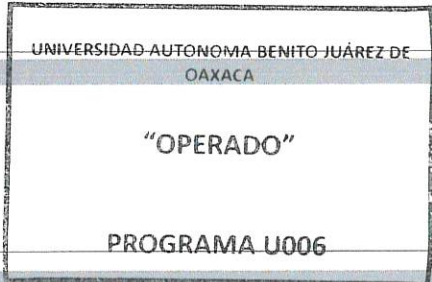 UNIVERSIDAD AUTONOMA BENITO JUÁREZ DE
OAXACA
"OPERADO"
PROGRAMA U006